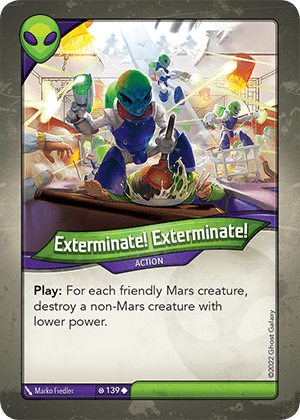 Exterminate! Exterminate!
ACTION
Play: For each friendly Mars creature,
destroy a non-Mars creature with
lower power.
©2022 Ghost Galaxy
Marko Fiedler
139